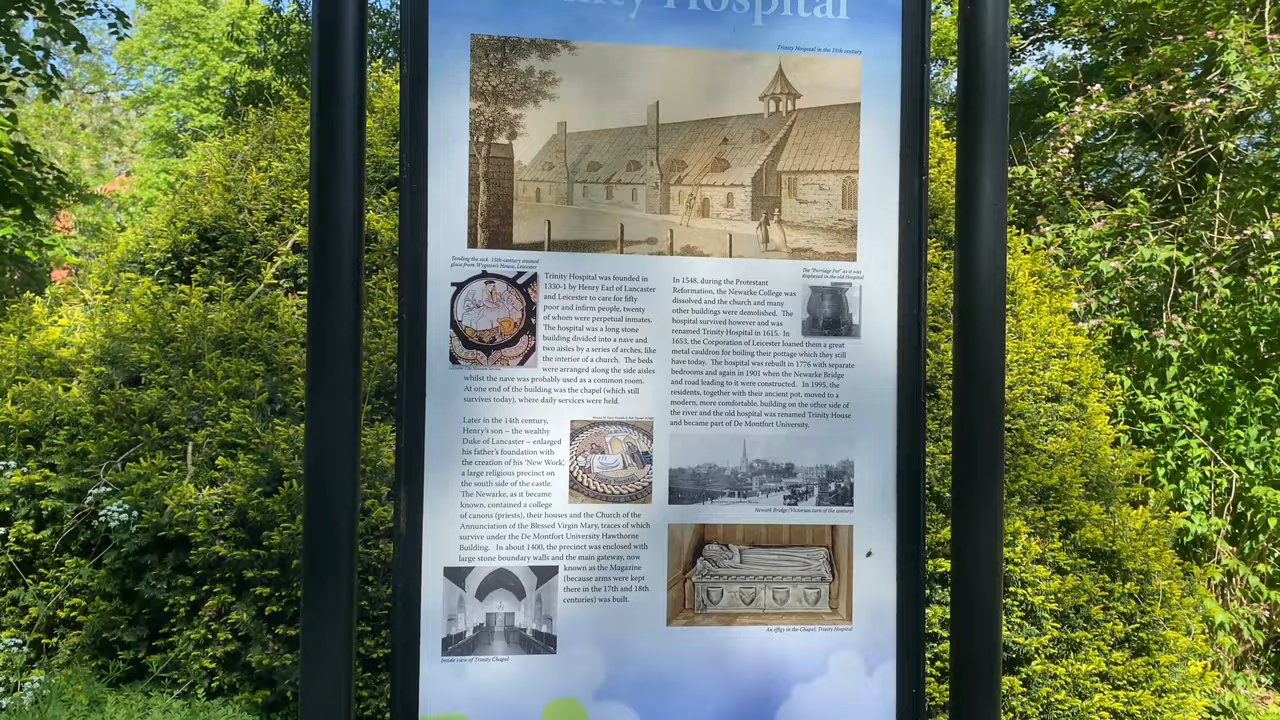 Hospital
Trinity Hospital in the 18th century
Tending the sick. 15th-century stained
glass from Wygston's House, Leicester
Trinity Hospital was founded in
1330-1 by Henry Earl of Lancaster
and Leicester to care for fifty
poor and infirm people, twenty
of whom were perpetual inmates.
The hospital was a long stone
building divided into a nave and
two aisles by a series of arches, like
the interior of a church. The beds
were arranged along the side aisles
whilst the nave was probably used as a common room.
At one end of the building was the chapel (which still
survives today), where daily services were held.
Later in the 14th century,
Henry's son – the wealthy
Duke of Lancaster – enlarged
his father's foundation with
the creation of his 'New Work',
a large religious precinct on
the south side of the castle.
The Newarke, as it became
known, contained a college
of canons (priests), their houses and the Church of the
Annunciation of the Blessed Virgin Mary, traces of which
survive under the De Montfort University Hawthorne
Building. In about 1400, the precinct was enclosed with
large stone boundary walls and the main gateway, now
known as the Magazine
(because arms were kept
there in the 17th and 18th
centuries) was built.
Inside view of Trinity Chapel
The "Porridge Pot" as it was
displayed in the old Hospital
In 1548, during the Protestant
Reformation, the Newarke College was
dissolved and the church and many
other buildings were demolished. The
hospital survived however and was
renamed Trinity Hospital in 1615. In
1653, the Corporation of Leicester loaned them a great
metal cauldron for boiling their pottage which they still
have today. The hospital was rebuilt in 1776 with separate
bedrooms and again in 1901 when the Newarke Bridge
and road leading to it were constructed. In 1995, the
residents, together with their ancient pot, moved to a
modern, more comfortable, building on the other side of
the river and the old hospital was renamed Trinity House
and became part of De Montfort University.
Newark Bridge (Victorian turn of the century)
An effigy in the Chapel, Trinity Hospital